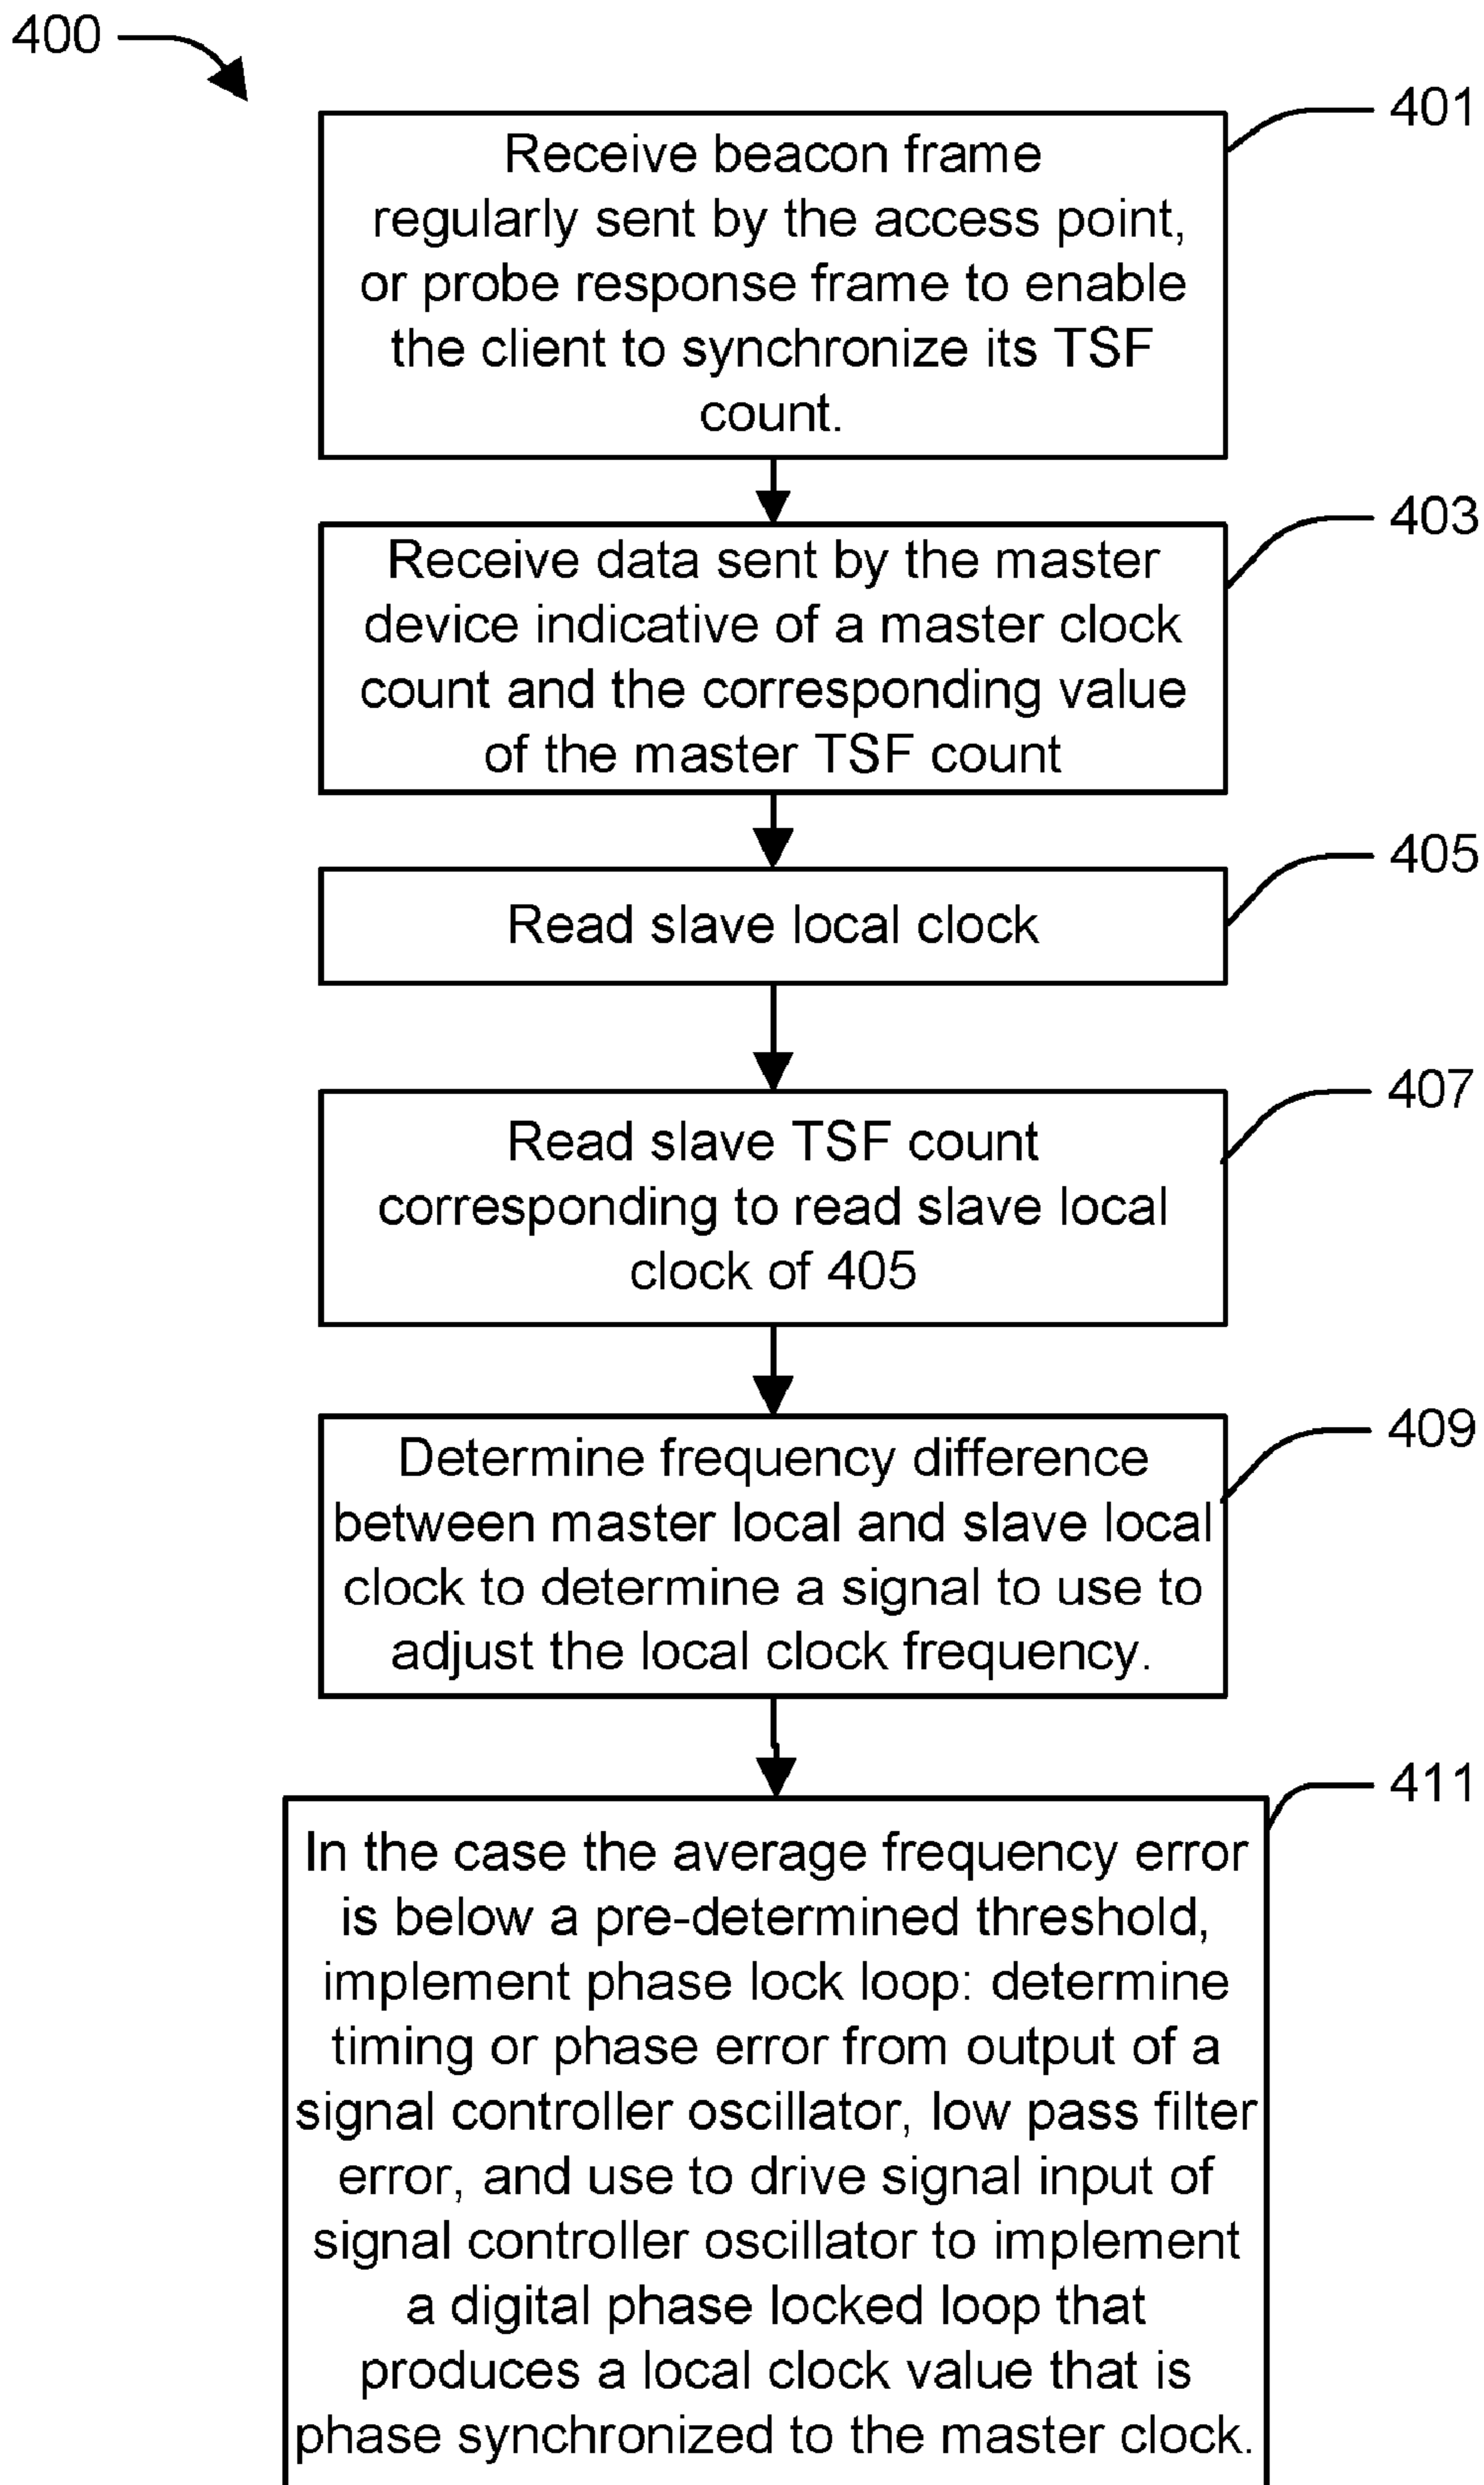 400
401
Receive beacon frame
regularly sent by the access point,
or probe response frame to enable
the client to synchronize its TSF
count.
403
Receive data sent by the master
device indicative of a master clock
count and the corresponding value
of the master TSF count
405
Read slave local clock
407
Read slave TSF count
corresponding to read slave local
clock of 405
409
Determine frequency difference
between master local and slave local
clock to determine a signal to use to
adjust the local clock frequency.
411
In the case the average frequency error
is below a pre-determined threshold,
implement phase lock loop: determine
timing or phase error from output of a
signal controller oscillator, low pass filter
error, and use to drive signal input of
signal controller oscillator to implement
a digital phase locked loop that
produces a local clock value that is
phase synchronized to the master clock.